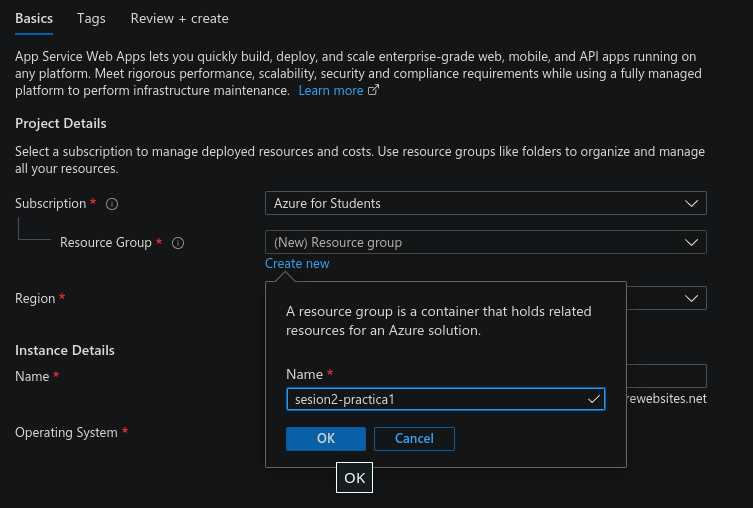 Basics Tags Review + create
App Service Web Apps lets you quickly build, deploy, and scale enterprise-grade web, mobile, and API apps running on
any platform. Meet rigorous performance, scalability, security and compliance requirements while using a fully managed
platform to perform infrastructure maintenance. Learn more
Project Details
Select a subscription to manage deployed resources and costs. Use resource groups like folders to organize and manage
all your resources.
Subscription *
Azure for Students
Resource Group *
(New) Resource group
Create new
Region *
A resource group is a container that holds related
resources for an Azure solution.
Instance Details
Name *
Name *
sesion2-practica1
rewebsites.net
Operating System *
OK Cancel
OK